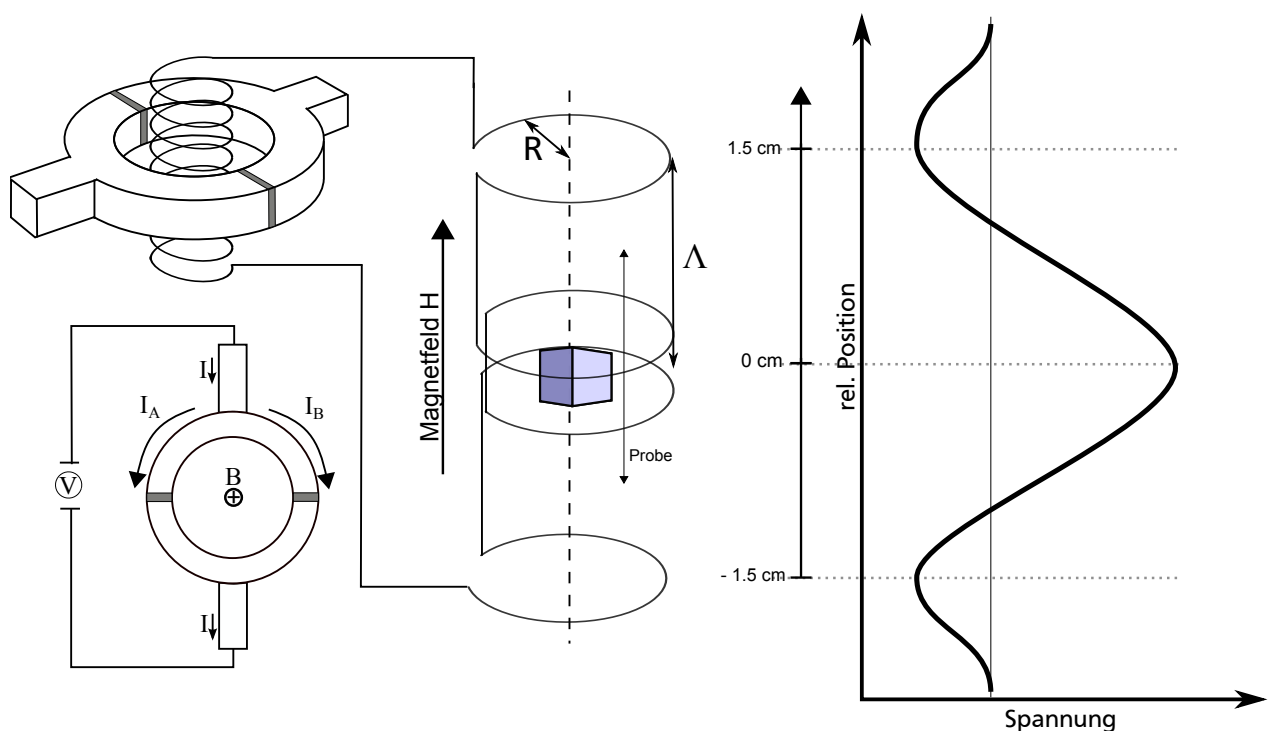 R
Λ
Magnetfeld H
Probe
I
I_A
I_B
B
V
I
rel. Position
1.5 cm
0 cm
- 1.5 cm
Spannung